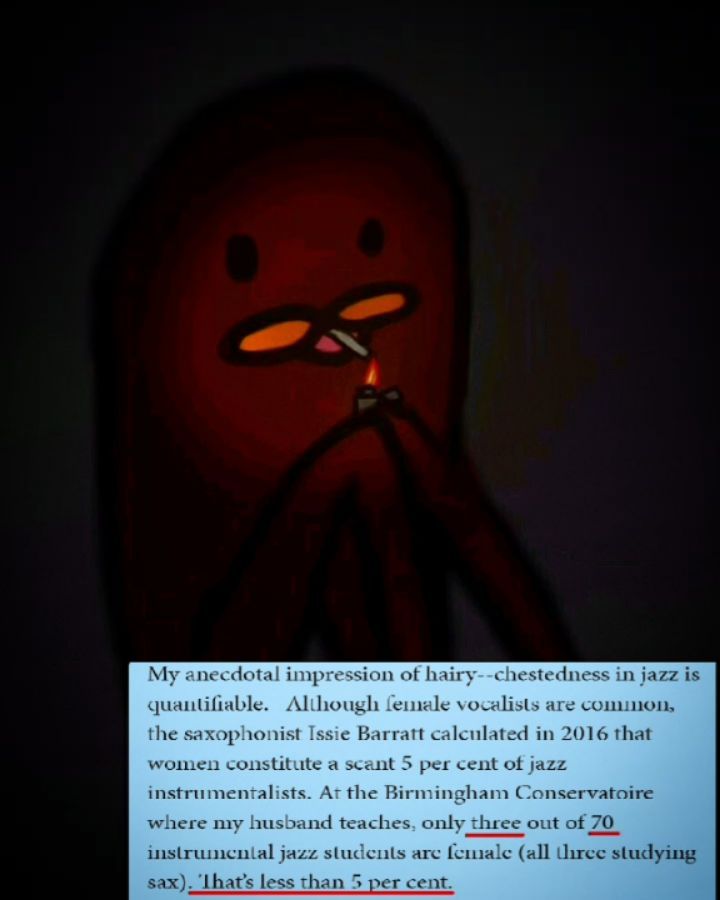 My anecdotal impression of hairy--chestedness in jazz is
quantifiable. Although female vocalists are common,
the saxophonist Issie Barratt calculated in 2016 that
women constitute a scant 5 per cent of jazz
instrumentalists. At the Birmingham Conservatoire
where my husband teaches, only three out of 70
instrumental jazz students are female (all three studying
sax). That's less than 5 per cent.